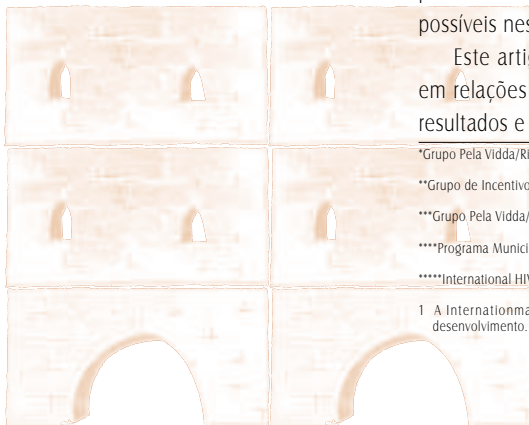 possíveis nes
Este arti
em relações
resultados e
*Grupo Pela Vidda/Ri
**Grupo de Incentivo
***Grupo Pela Vidda/
****Programa Munici
*****International HIV
1 A Internationma
desenvolvimento.